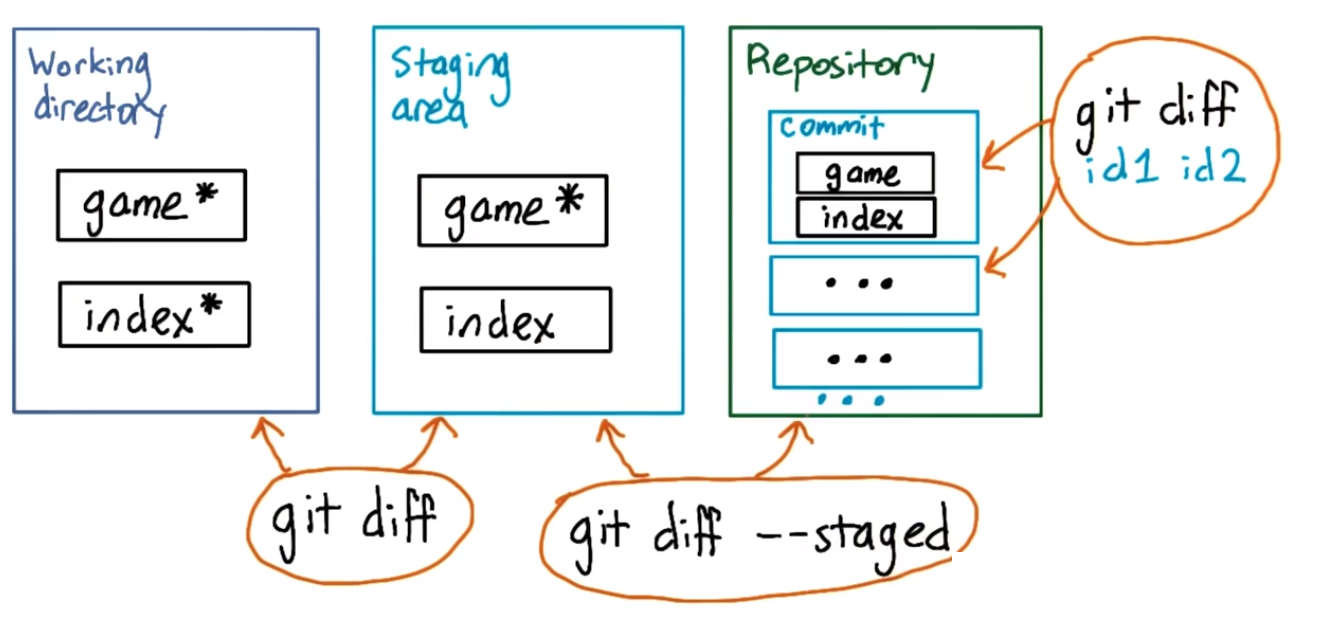 Working
directory
game*
index*
Staging
area
game*
index
Repository
commit
game
index
...
...
...
git diff
id1 id2
git diff
git diff --staged